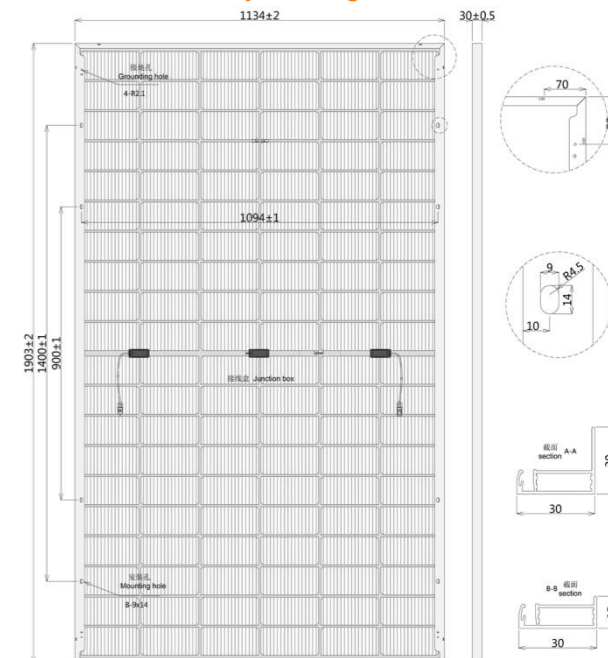 1134±2
30±0.5
接地孔
Grounding hole
4-R2.1
70
1094±1
9
R4.5
14
10
1903±2
1400±1
900±1
接线盒 Junction box
截面
section A-A
30
安装孔
Mounting hole
8-9x14
B-B 截面
section
30